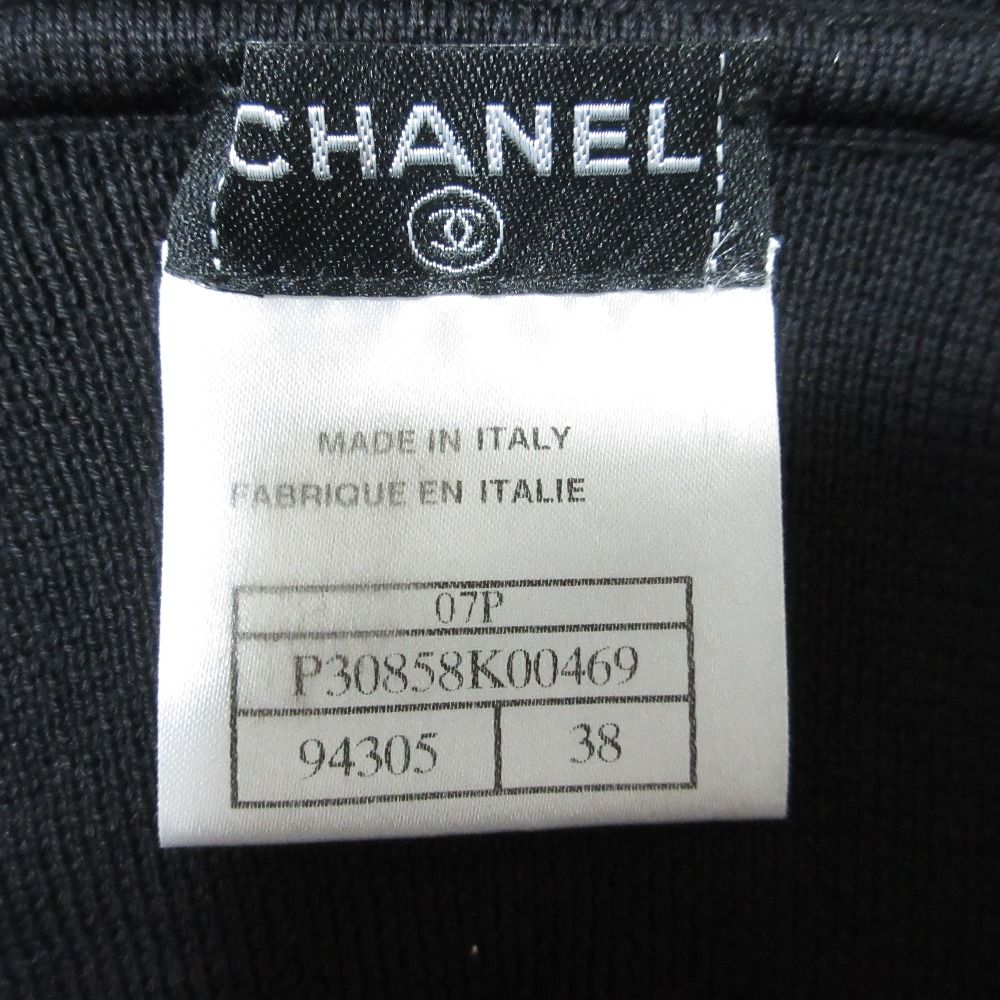 CHANEL
MADE IN ITALY
FABRIQUE EN ITALIE
07P
P30858K00469
94305 38